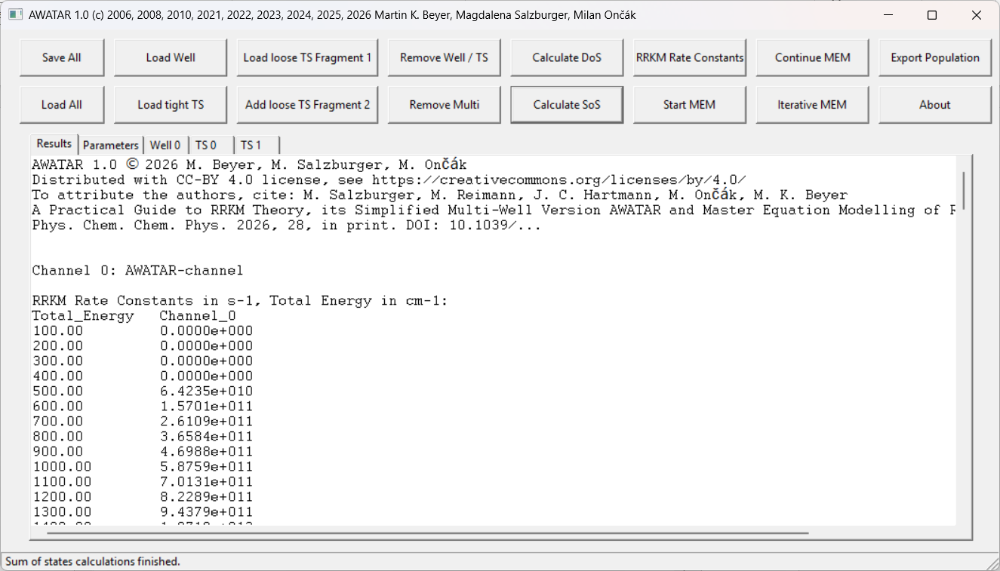 AWATAR 1.0 (c) 2006, 2008, 2010, 2021, 2022, 2023, 2024, 2025, 2026 Martin K. Beyer, Magdalena Salzburger, Milan Ončák
Save All Load Well Load loose TS Fragment 1 Remove Well / TS Calculate DoS RRKM Rate Constants Continue MEM Export Population
Load All Load tight TS Add loose TS Fragment 2 Remove Multi Calculate SoS Start MEM Iterative MEM About
Results Parameters Well 0 TS 0 TS 1
AWATAR 1.0 © 2026 M. Beyer, M. Salzburger, M. Ončák
Distributed with CC-BY 4.0 license, see https://creativecommons.org/licenses/by/4.0/
To attribute the authors, cite: M. Salzburger, M. Reimann, J. C. Hartmann, M. Ončák, M. K. Beyer
A Practical Guide to RRKM Theory, its Simplified Multi-Well Version AWATAR and Master Equation Modelling of
Phys. Chem. Chem. Phys. 2026, 28, in print. DOI: 10.1039/...
Channel 0: AWATAR-channel
RRKM Rate Constants in s-1, Total Energy in cm-1:
Total_Energy Channel_0
100.00 0.0000e+000
200.00 0.0000e+000
300.00 0.0000e+000
400.00 0.0000e+000
500.00 6.4235e+010
600.00 1.5701e+011
700.00 2.6109e+011
800.00 3.6584e+011
900.00 4.6988e+011
1000.00 5.8759e+011
1100.00 7.0131e+011
1200.00 8.2289e+011
1300.00 9.4379e+011
Sum of states calculations finished.